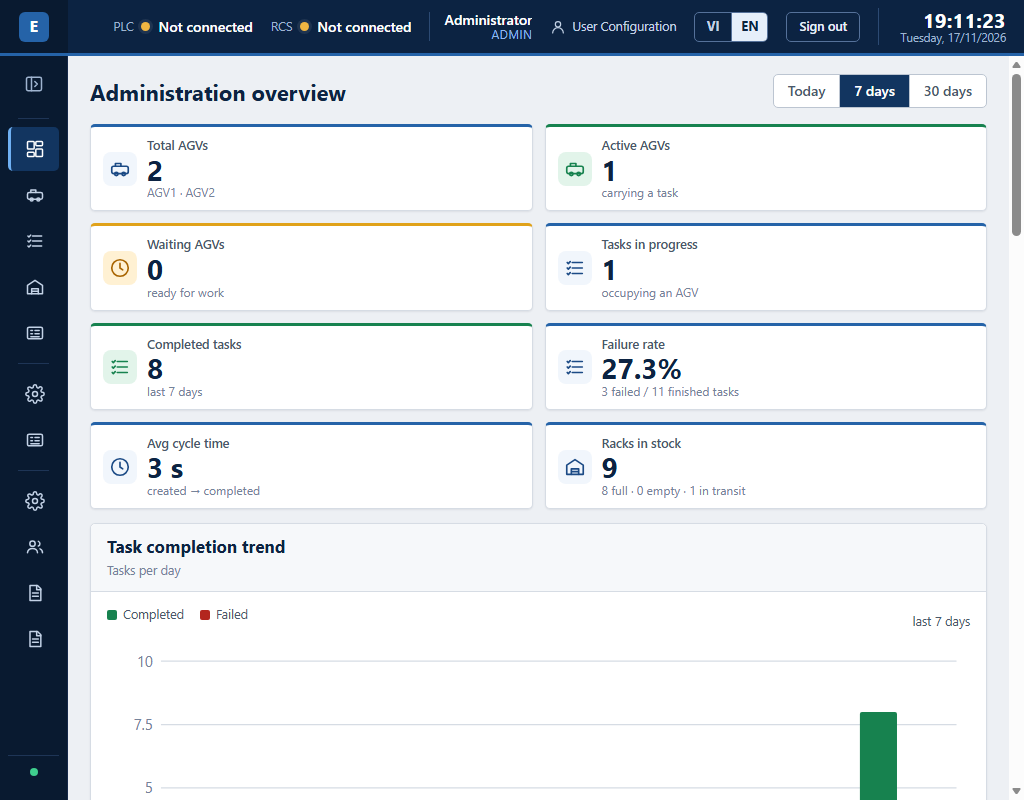 E
PLC Not connected RCS Not connected
Administrator
ADMIN
User Configuration
VI EN
Sign out
19:11:23
Tuesday, 17/11/2026
Administration overview
Today 7 days 30 days
Total AGVs
2
AGV1 · AGV2
Active AGVs
1
carrying a task
Waiting AGVs
0
ready for work
Tasks in progress
1
occupying an AGV
Completed tasks
8
last 7 days
Failure rate
27.3%
3 failed / 11 finished tasks
Avg cycle time
3 s
created → completed
Racks in stock
9
8 full · 0 empty · 1 in transit
Task completion trend
Tasks per day
Completed Failed
last 7 days
10
7.5
5